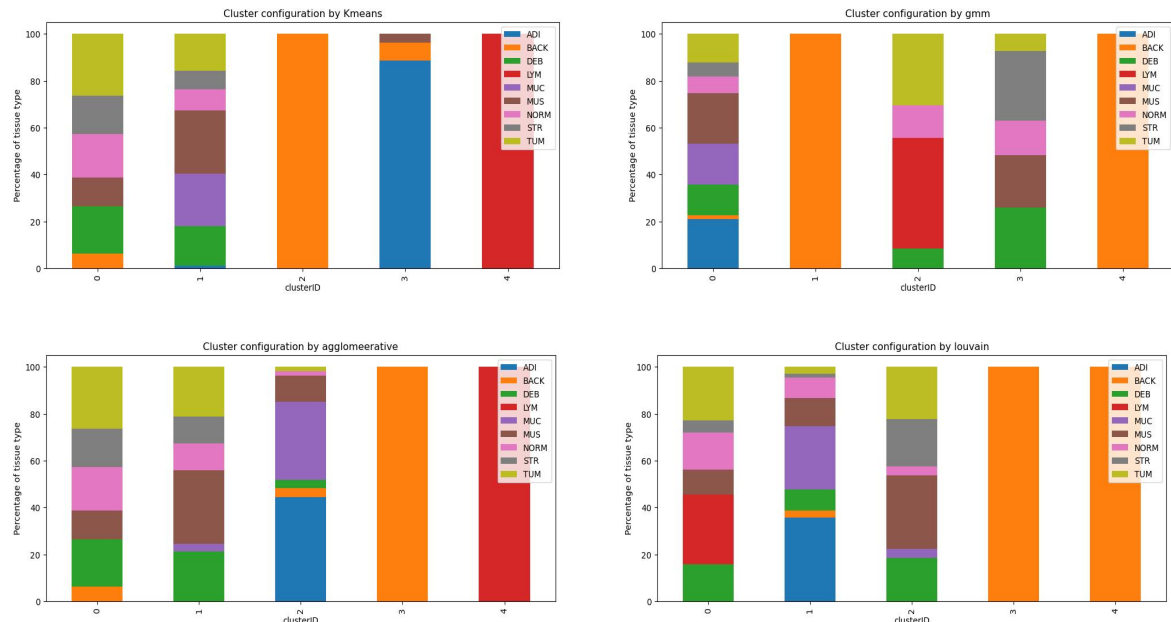 Cluster configuration by Kmeans
Percentage of tissue type
100
80
60
40
20
0
0
1
2
3
4
clusterID
ADI
BACK
DEB
LYM
MUC
MUS
NORM
STR
TUM
Cluster configuration by gmm
Percentage of tissue type
100
80
60
40
20
0
0
1
2
3
4
clusterID
ADI
BACK
DEB
LYM
MUC
MUS
NORM
STR
TUM
Cluster configuration by agglomeerative
Percentage of tissue type
100
80
60
40
20
0
0
1
2
3
4
clusterID
ADI
BACK
DEB
LYM
MUC
MUS
NORM
STR
TUM
Cluster configuration by louvain
Percentage of tissue type
100
80
60
40
20
0
0
1
2
3
4
clusterID
ADI
BACK
DEB
LYM
MUC
MUS
NORM
STR
TUM